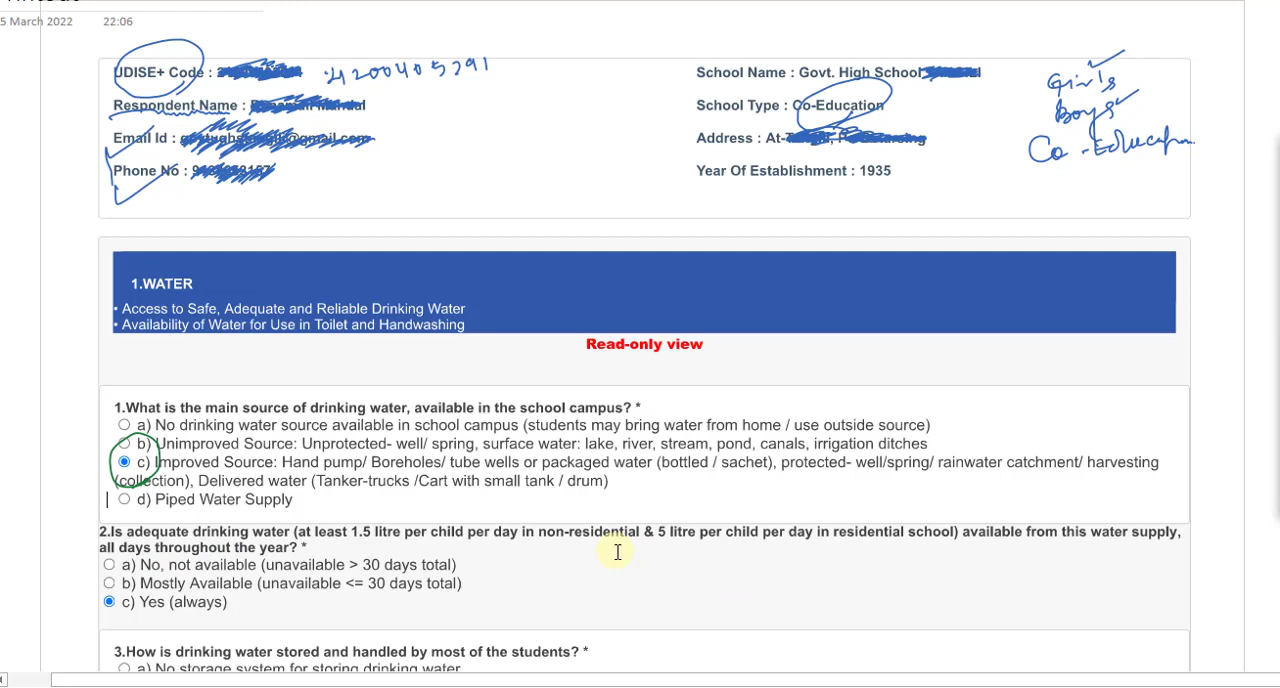 5 March 2022 22:06
UDISE+ Code :
School Name : Govt. High School
Girls
Respondent Name :
School Type : Co-Education
Boys
Email Id : @gmail.com
Address : At-
Co-Education
Phone No :
Year Of Establishment : 1935
1.WATER
• Access to Safe, Adequate and Reliable Drinking Water
• Availability of Water for Use in Toilet and Handwashing
Read-only view
1.What is the main source of drinking water, available in the school campus? *
a) No drinking water source available in school campus (students may bring water from home / use outside source)
b) Unimproved Source: Unprotected- well/ spring, surface water: lake, river, stream, pond, canals, irrigation ditches
c) Improved Source: Hand pump/ Boreholes/ tube wells or packaged water (bottled / sachet), protected- well/spring/ rainwater catchment/ harvesting
(collection), Delivered water (Tanker-trucks /Cart with small tank / drum)
d) Piped Water Supply
2.Is adequate drinking water (at least 1.5 litre per child per day in non-residential & 5 litre per child per day in residential school) available from this water supply,
all days throughout the year? *
a) No, not available (unavailable > 30 days total)
b) Mostly Available (unavailable <= 30 days total)
c) Yes (always)
3.How is drinking water stored and handled by most of the students? *
a) No storage system for storing drinking water